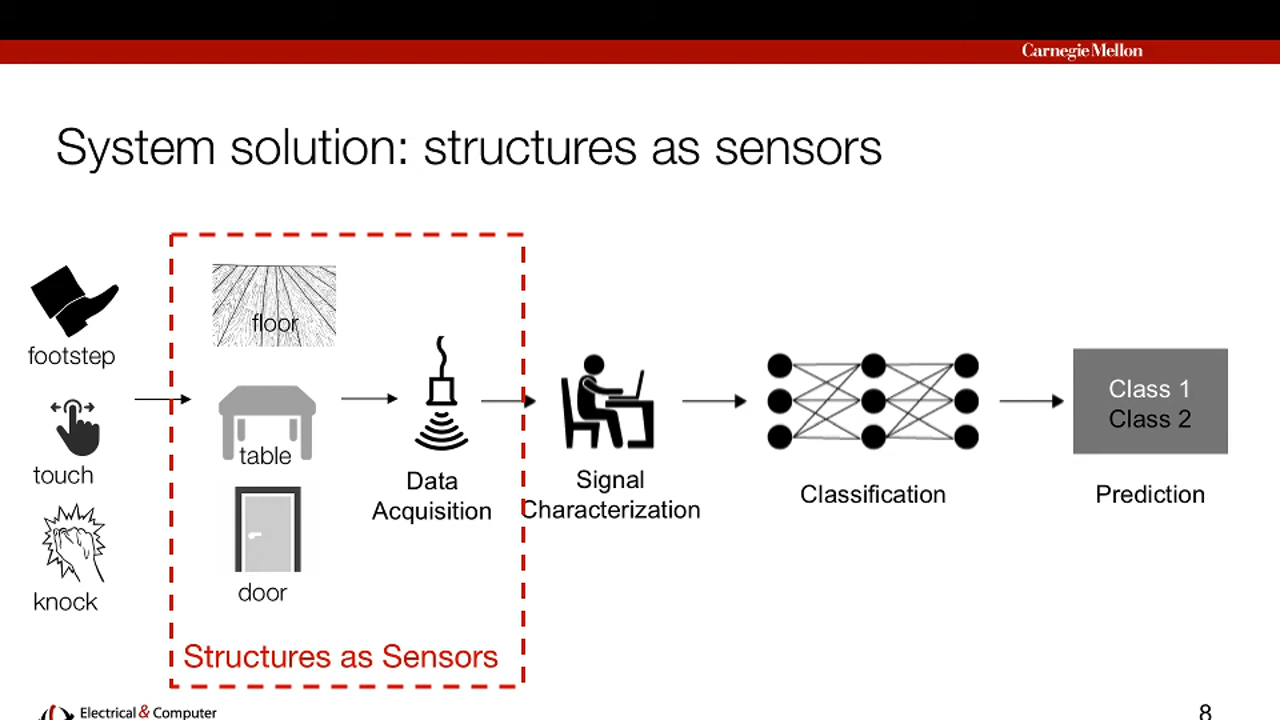 Carnegie Mellon
System solution: structures as sensors
footstep
touch
knock
floor
table
door
Data
Acquisition
Structures as Sensors
Signal
Characterization
Classification
Class 1
Class 2
Prediction
Electrical & Computer
8